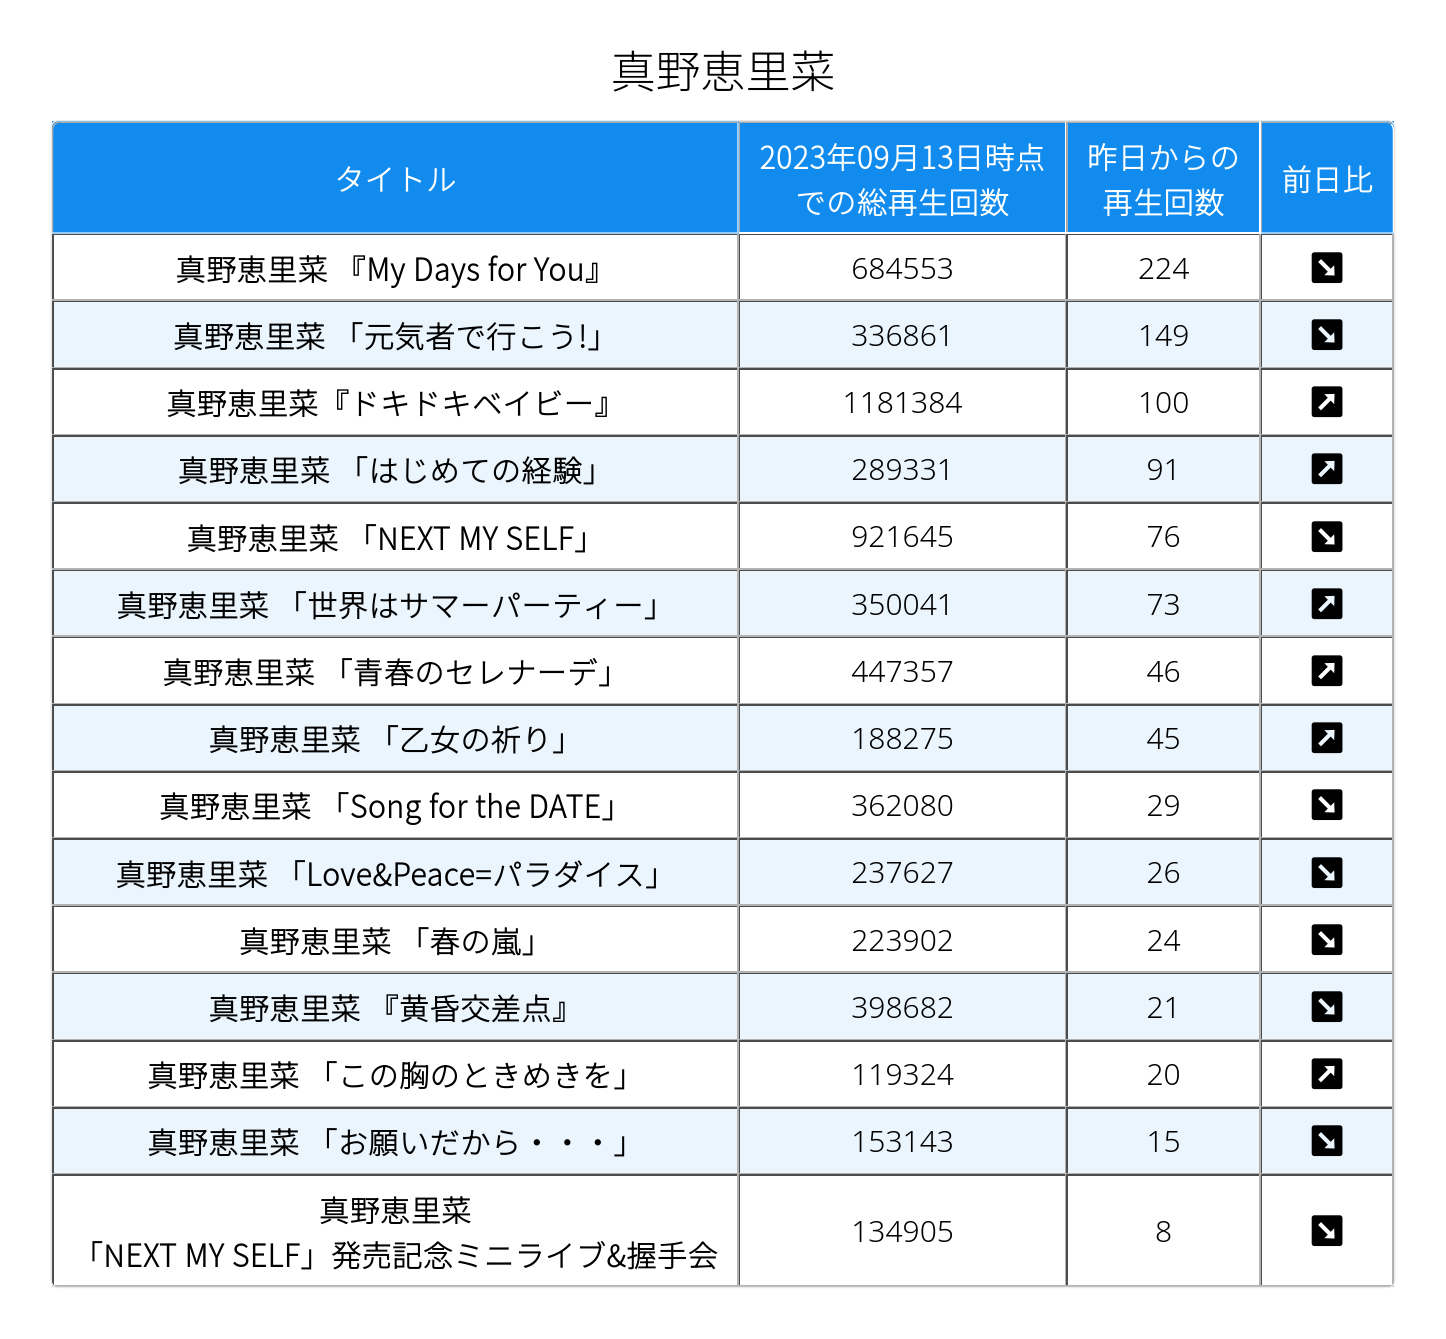 真野恵里菜
タイトル
2023年09月13日時点
での総再生回数
昨日からの
再生回数
前日比
真野恵里菜 『My Days for You』 684553 224 ↘
真野恵里菜 「元気者で行こう!」 336861 149 ↘
真野恵里菜『ドキドキベイビー』 1181384 100 ↗
真野恵里菜 「はじめての経験」 289331 91 ↗
真野恵里菜 「NEXT MY SELF」 921645 76 ↘
真野恵里菜 「世界はサマーパーティー」 350041 73 ↗
真野恵里菜 「青春のセレナーデ」 447357 46 ↗
真野恵里菜 「乙女の祈り」 188275 45 ↗
真野恵里菜 「Song for the DATE」 362080 29 ↘
真野恵里菜 「Love&Peace=パラダイス」 237627 26 ↘
真野恵里菜 「春の嵐」 223902 24 ↘
真野恵里菜 『黄昏交差点』 398682 21 ↘
真野恵里菜 「この胸のときめきを」 119324 20 ↗
真野恵里菜 「お願いだから・・・」 153143 15 ↘
真野恵里菜
「NEXT MY SELF」発売記念ミニライブ&握手会 134905 8 ↘